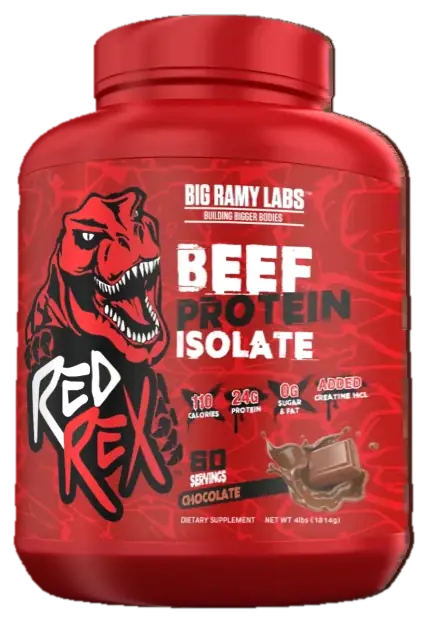 BIG RAMY LABS™
BUILDING BIGGER BODIES
BEEF
PROTEIN
ISOLATE
RED
REX
110
CALORIES
24G
PROTEIN
0G
SUGAR
& FAT
ADDED
CREATINE HCL
60
SERVINGS
CHOCOLATE
DIETARY SUPPLEMENT NET WT 4lbs (1814g)